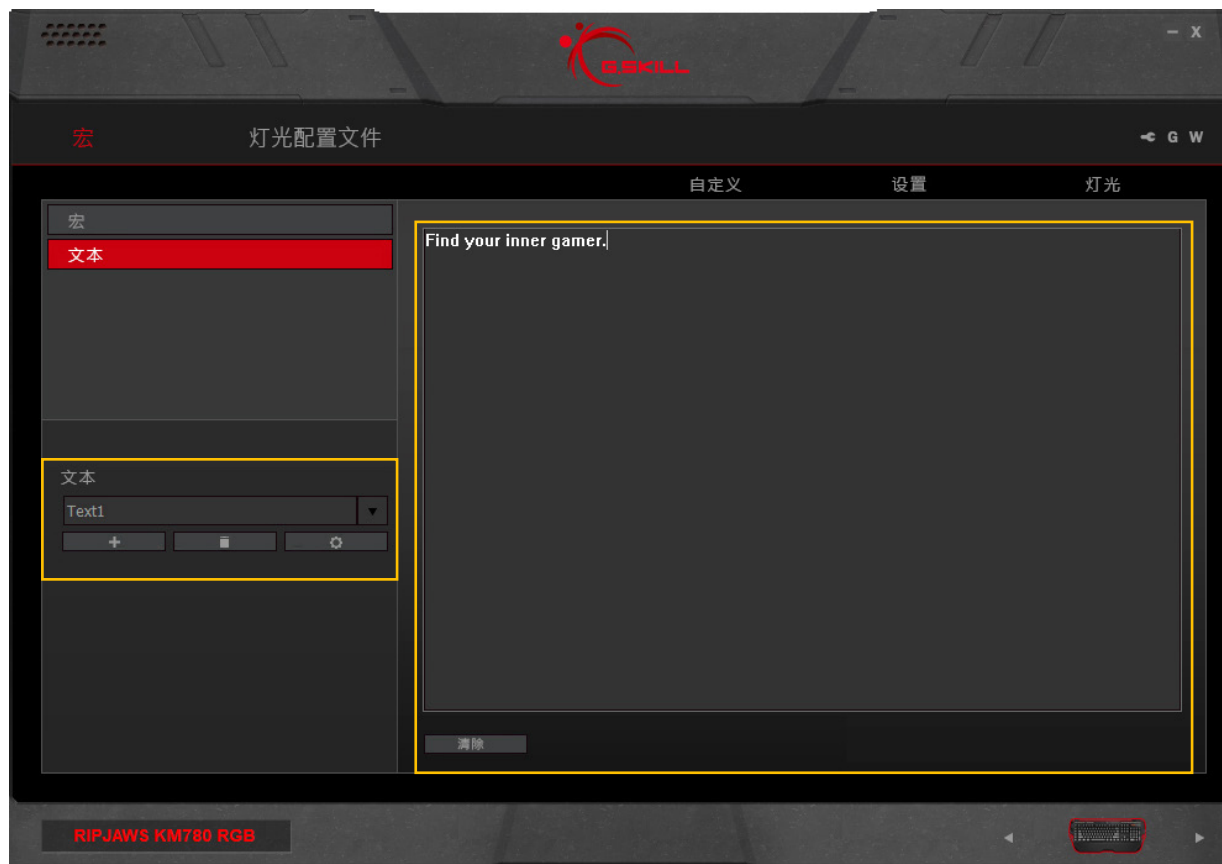 G.SKILL
- X
宏 灯光配置文件 G W
自定义 设置 灯光
宏
文本
Find your inner gamer.
文本
Text1
清除
RIPJAWS KM780 RGB